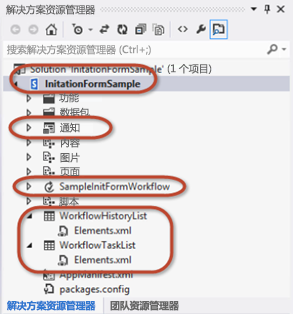 解决方案资源管理器
搜索解决方案资源管理器(Ctrl+;)
Solution 'InitationFormSample' (1 个项目)
InitationFormSample
功能
数据包
通知
内容
图片
页面
SampleInitFormWorkflow
脚本
WorkflowHistoryList
Elements.xml
WorkflowTaskList
Elements.xml
AppManifest.xml
packages.config
解决方案资源管理器 团队资源管理器